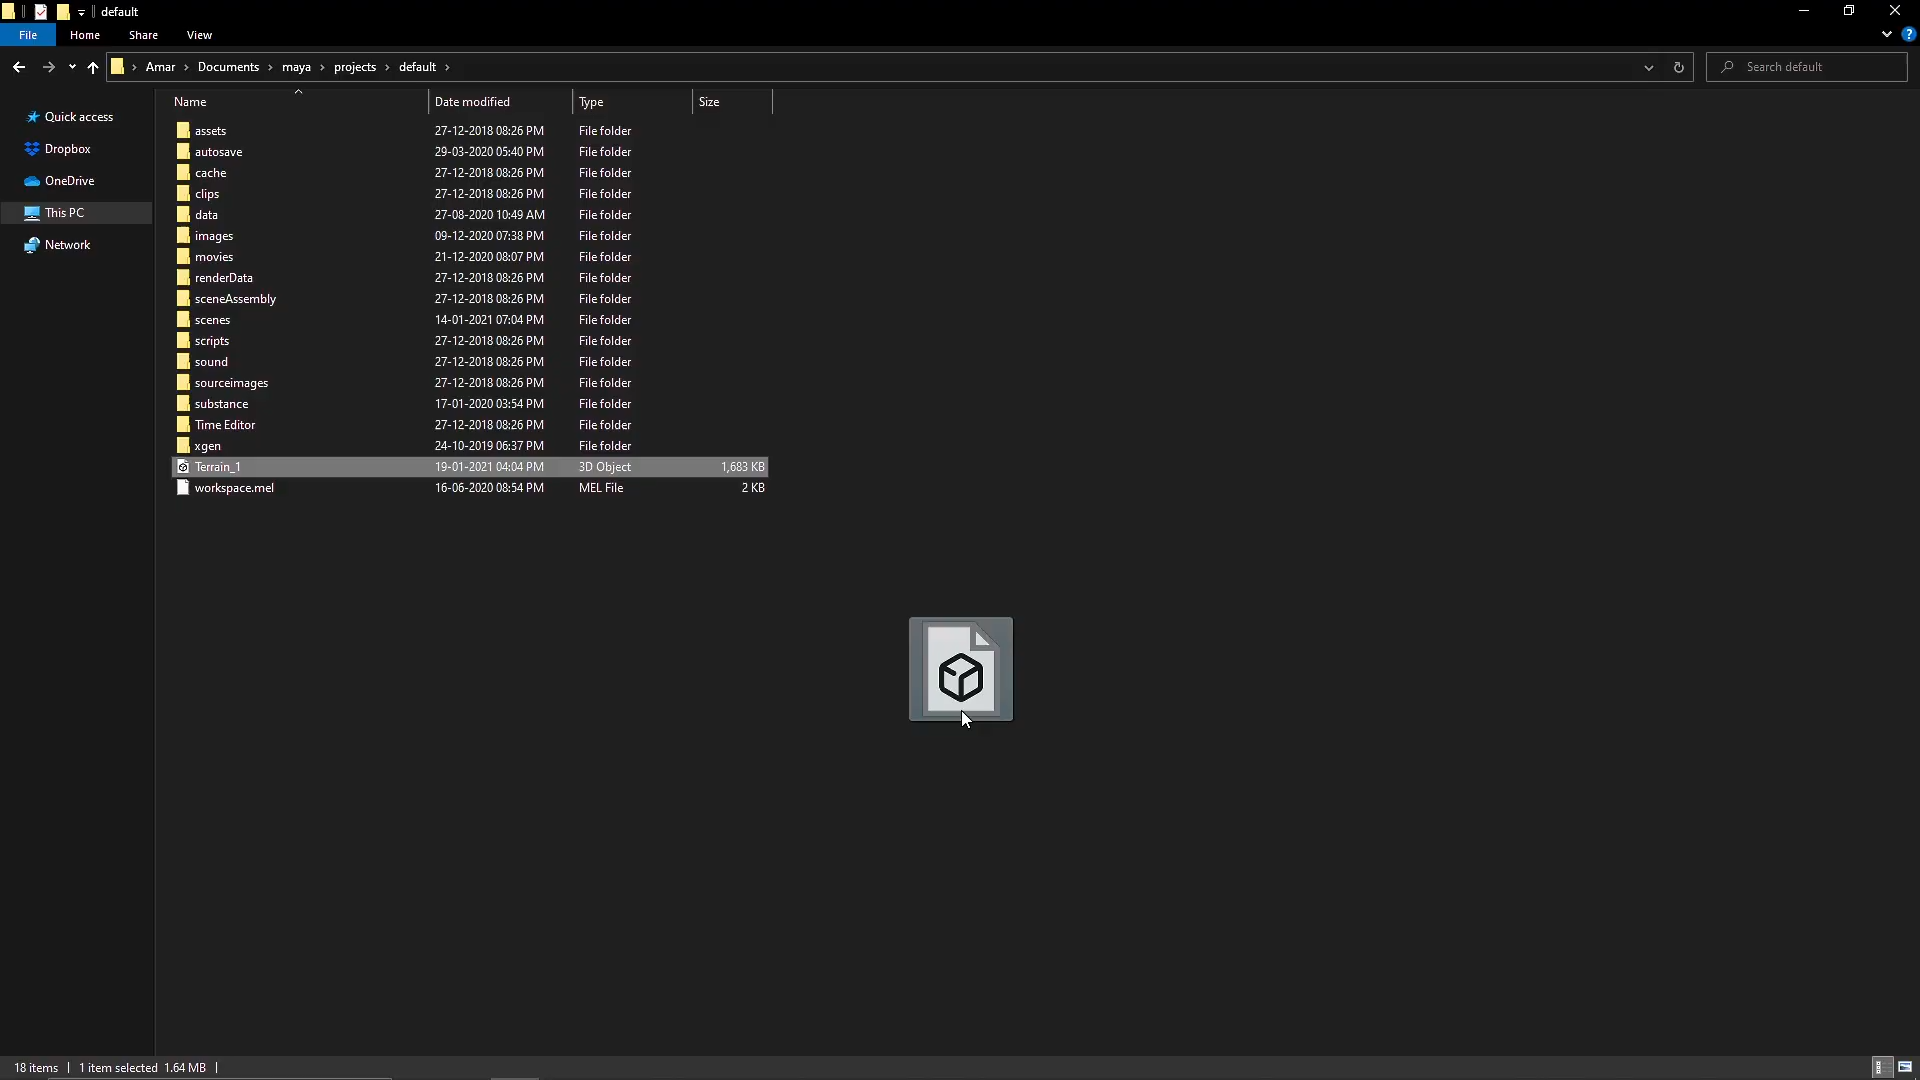 default
File Home Share View
Amar Documents maya projects default Search default
Name Date modified Type Size
Quick access
Dropbox
OneDrive
This PC
Network
assets 27-12-2018 08:26 PM File folder
autosave 29-03-2020 05:40 PM File folder
cache 27-12-2018 08:26 PM File folder
clips 27-12-2018 08:26 PM File folder
data 27-08-2020 10:49 AM File folder
images 09-12-2020 07:38 PM File folder
movies 21-12-2020 08:07 PM File folder
renderData 27-12-2018 08:26 PM File folder
sceneAssembly 27-12-2018 08:26 PM File folder
scenes 14-01-2021 07:04 PM File folder
scripts 27-12-2018 08:26 PM File folder
sound 27-12-2018 08:26 PM File folder
sourceimages 27-12-2018 08:26 PM File folder
substance 17-01-2020 03:54 PM File folder
Time Editor 27-12-2018 08:26 PM File folder
xgen 24-10-2019 06:37 PM File folder
Terrain_1 19-01-2021 04:04 PM 3D Object 1,683 KB
workspace.mel 16-06-2020 08:54 PM MEL File 2 KB
18 items 1 item selected 1.64 MB